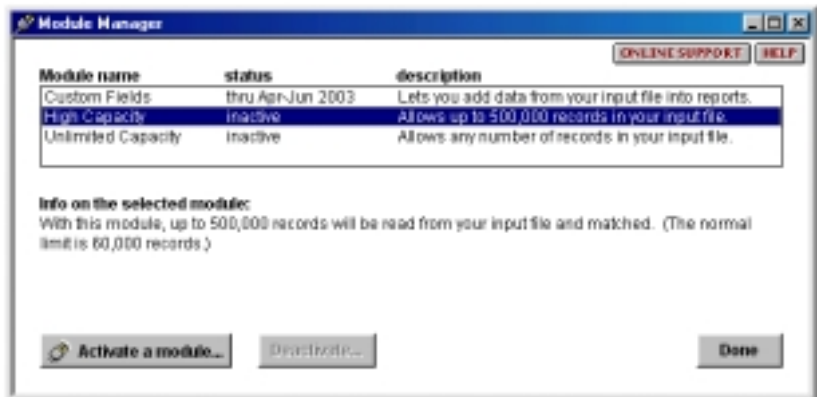 Module Manager
ONLINE SUPPORT HELP
Module name status description
Custom Fields thru Apr-Jun 2003 Lets you add data from your input file into reports.
High Capacity inactive Allows up to 500,000 records in your input file.
Unlimited Capacity inactive Allows any number of records in your input file.
Info on the selected module:
With this module, up to 500,000 records will be read from your input file and matched. (The normal
limit is 60,000 records.)
Activate a module... Deactivate... Done